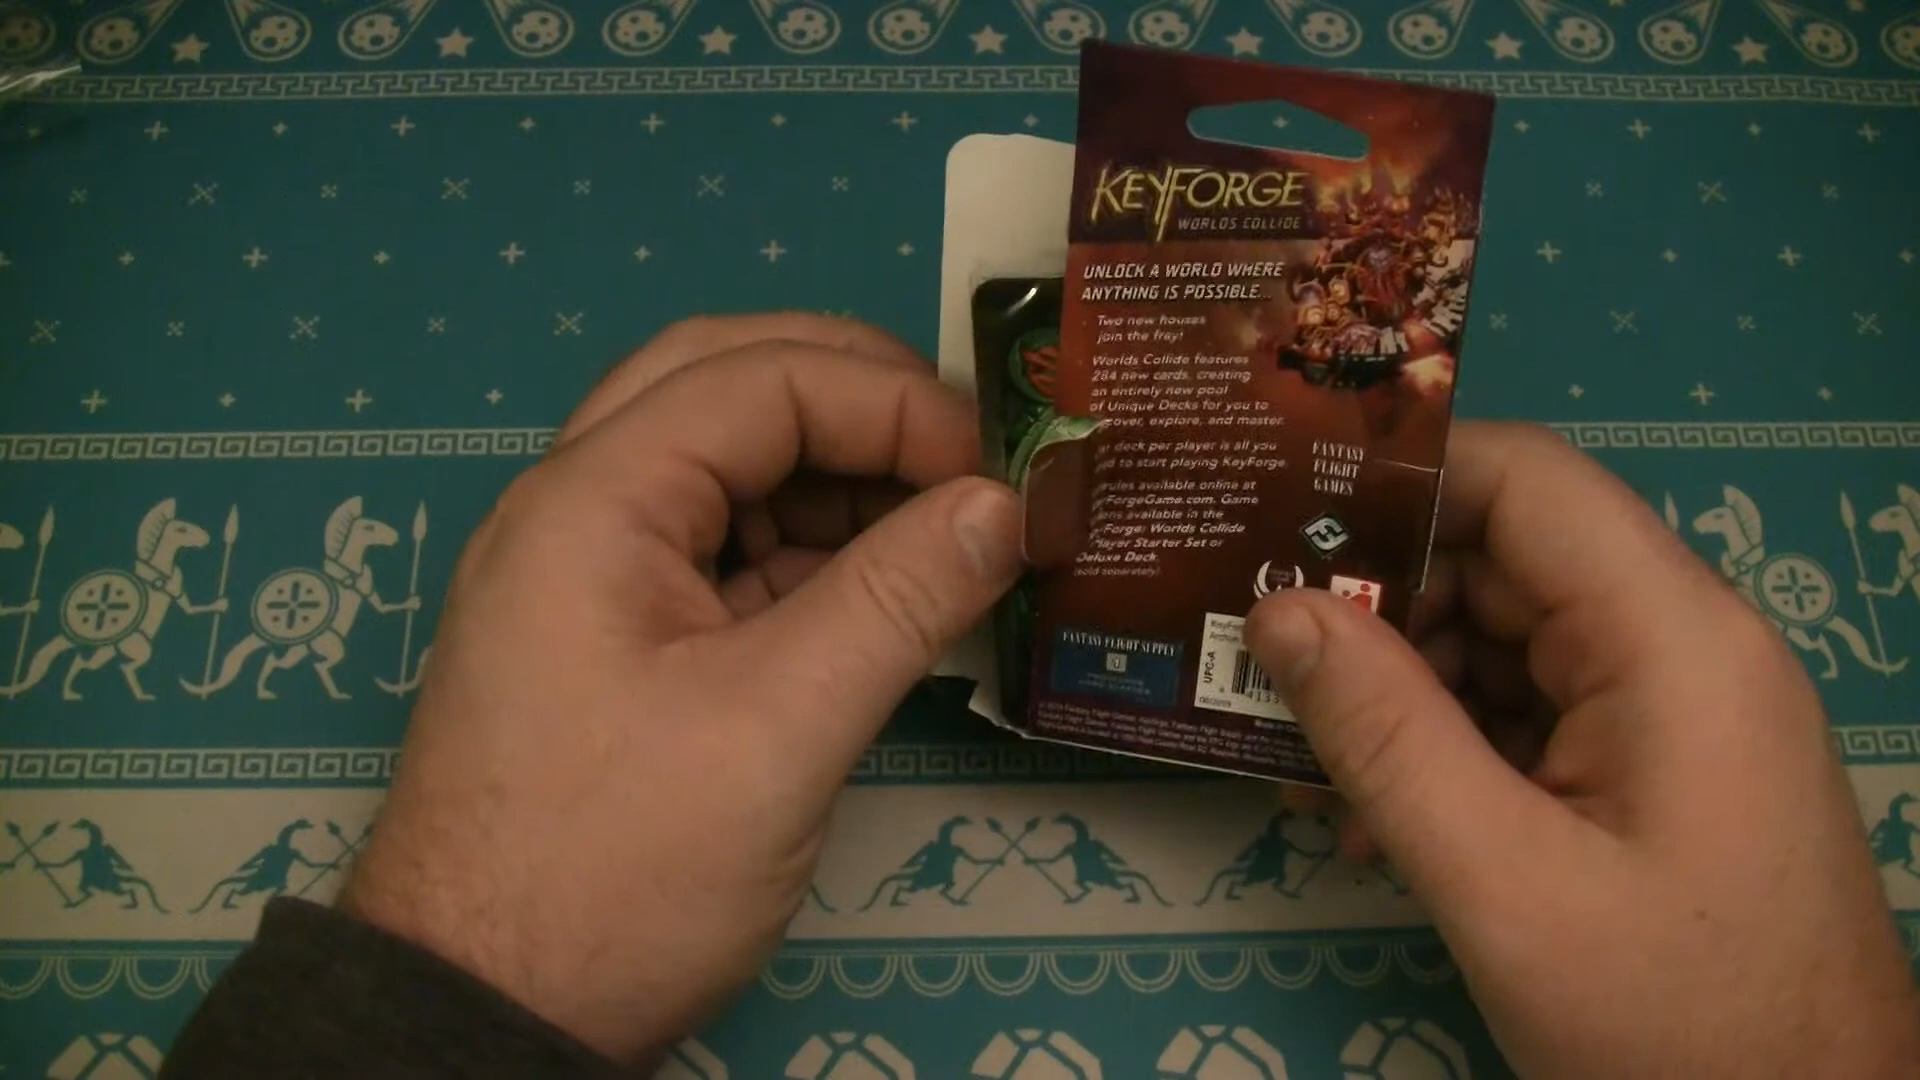 KEYFORGE
WORLDS COLLIDE
UNLOCK A WORLD WHERE
ANYTHING IS POSSIBLE...
Two new houses
join the fray!
Worlds Collide features
284 new cards, creating
an entirely new pool
of Unique Decks for you to
cover, explore, and master.
deck per player is all you
to start playing KeyForge.
rules available online at
ForgeGame.com. Game
available in the
Forge: Worlds Collide
Player Starter Set or
Deluxe Deck.
(sold separately)
FANTASY
FLIGHT
GAMES
FANTASY FLIGHT SUPPLY
UPC-A